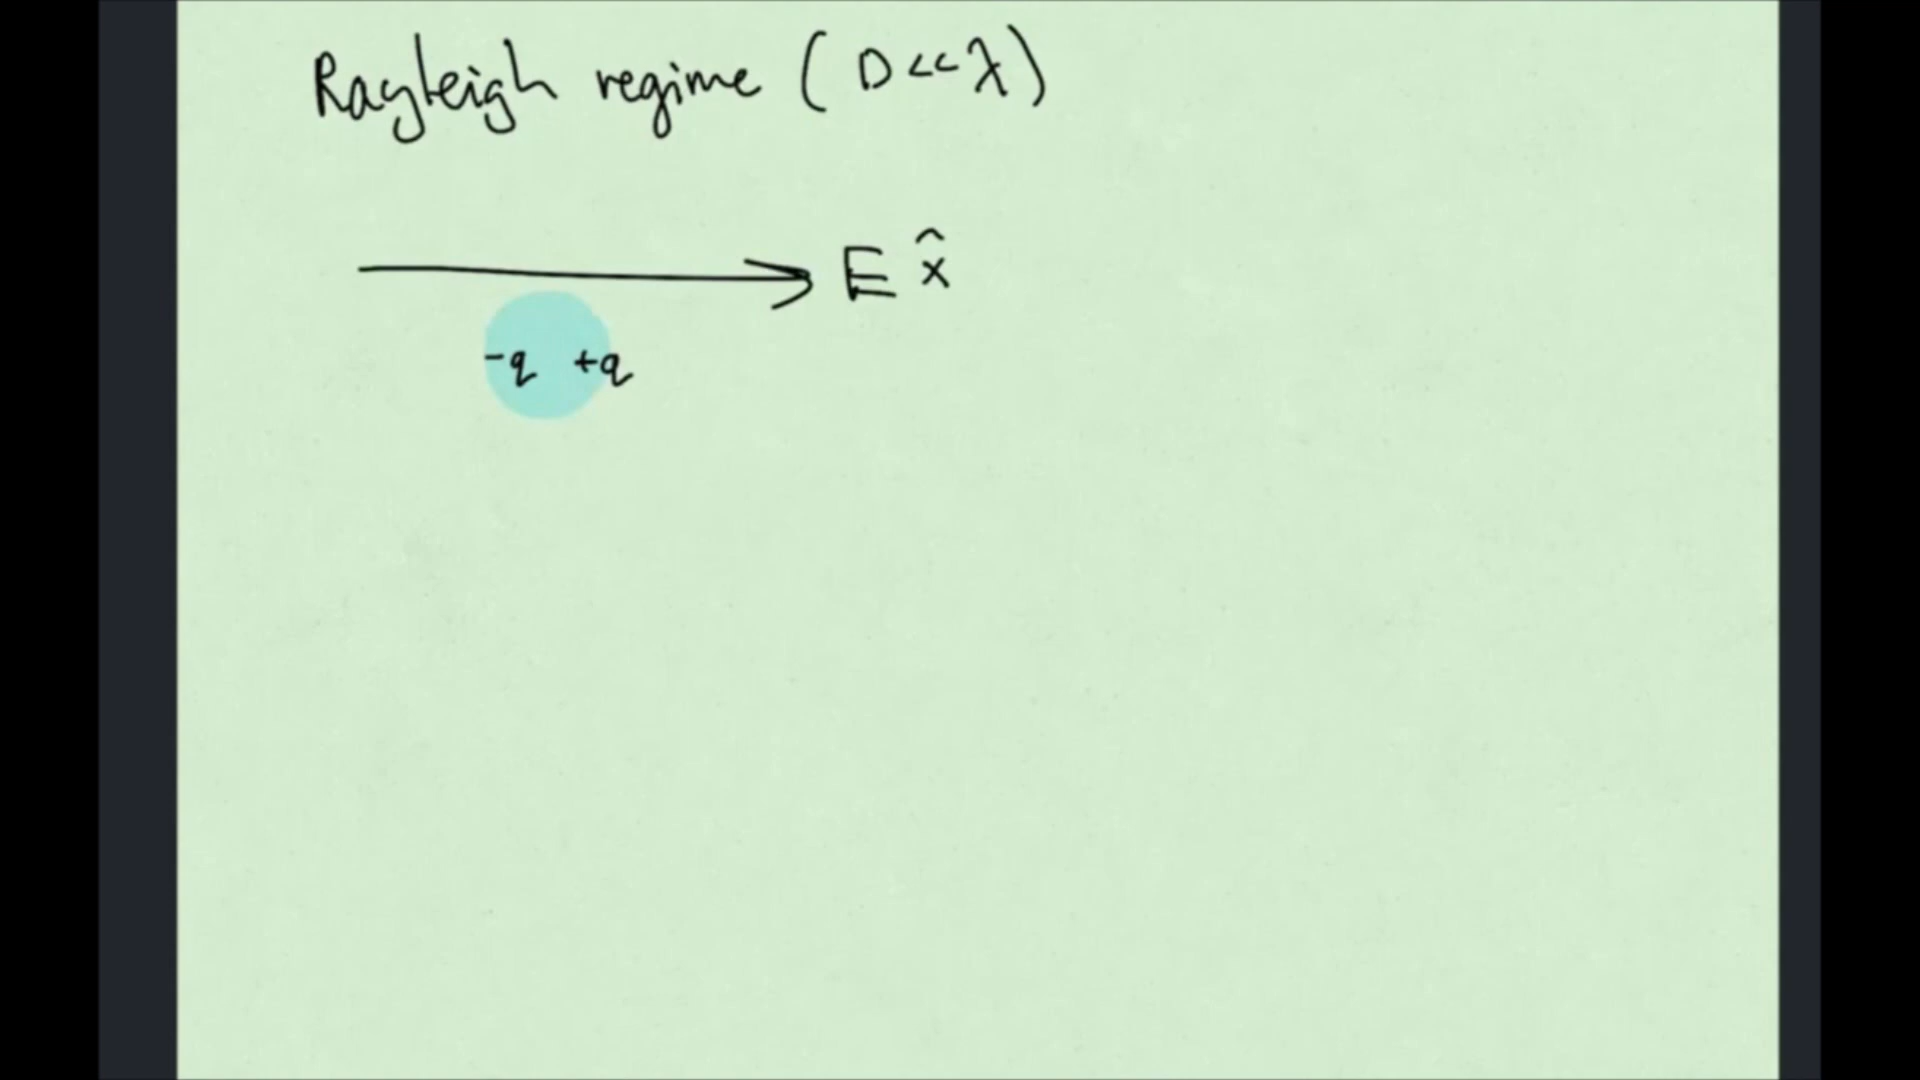 Rayleigh regime (D<<λ)
E x̂
-q +q